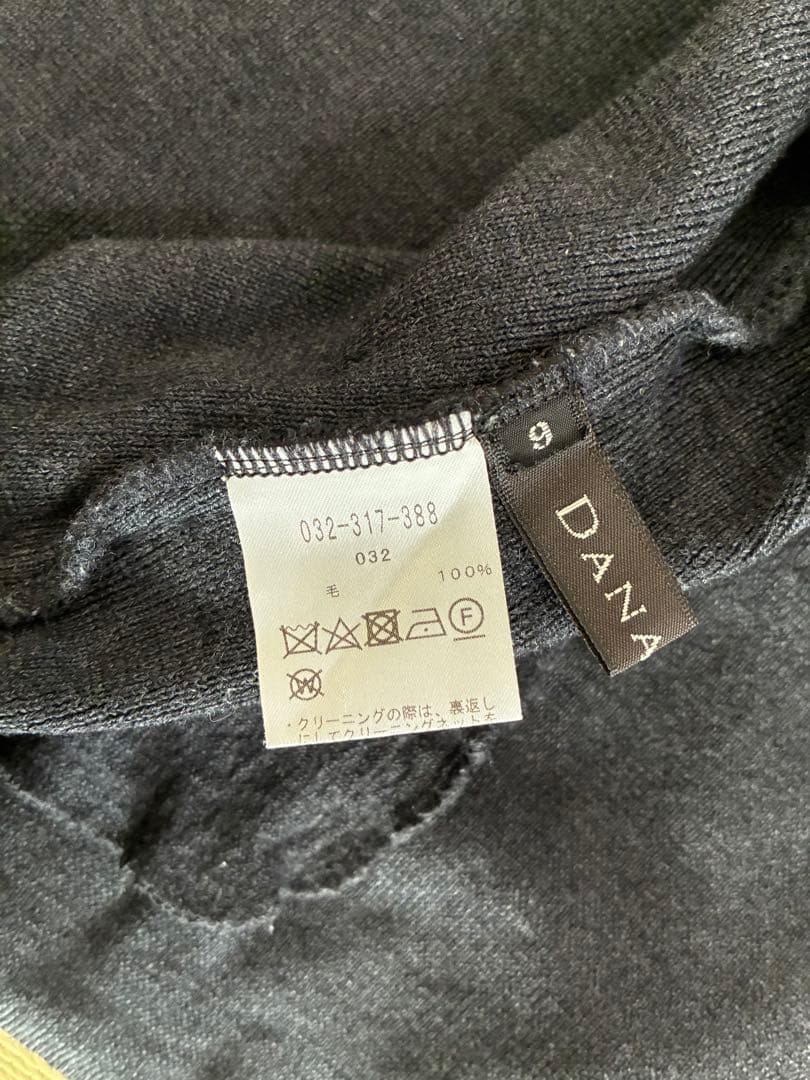 032-317-388
032
毛 100%
F
W
・クリーニングの際は、裏返し
にしてクリーニングネットを
9
DANA